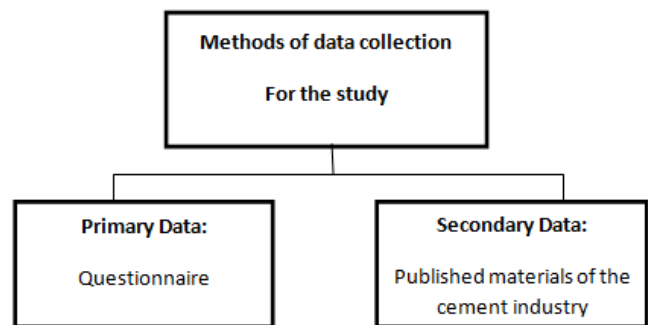 Methods of data collection
For the study
Primary Data:
Questionnaire
Secondary Data:
Published materials of the
cement industry